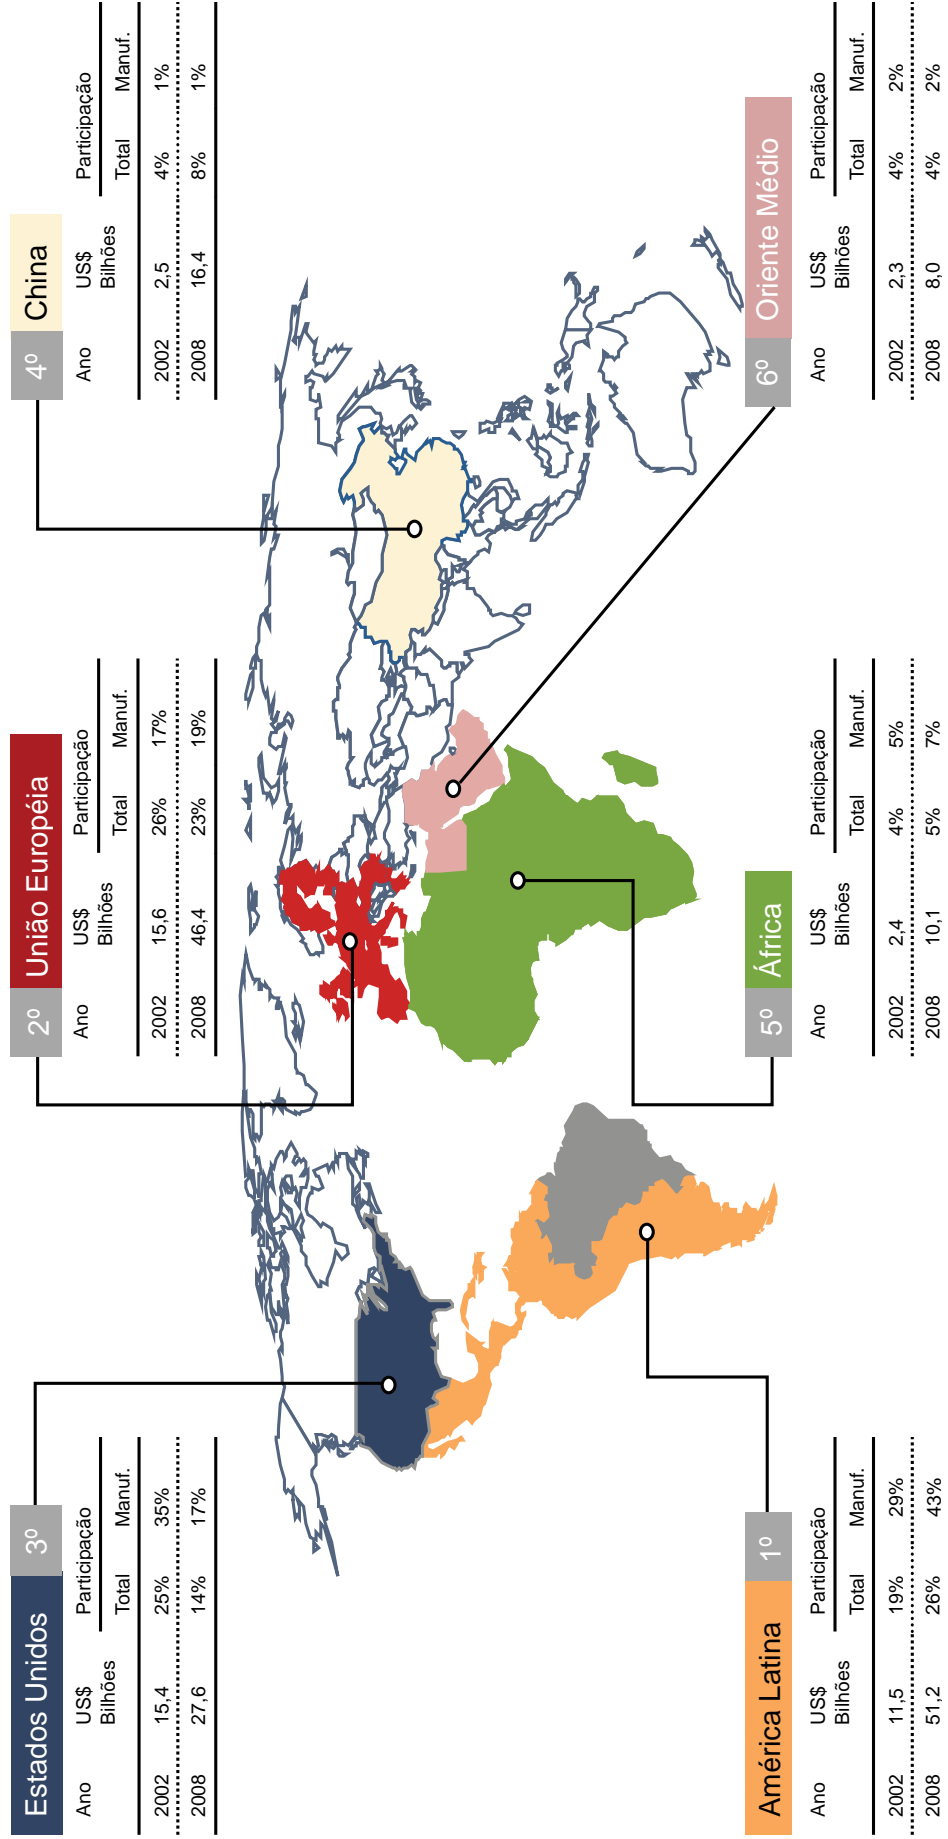 Estados Unidos 3º
Participação
Ano US$ Bilhões Total Manuf.
2002 15,4 25% 35%
2008 27,6 14% 17%
2º União Européia
Participação
Ano US$ Bilhões Total Manuf.
2002 15,6 26% 17%
2008 46,4 23% 19%
4º China
Participação
Ano US$ Bilhões Total Manuf.
2002 2,5 4% 1%
2008 16,4 8% 1%
América Latina 1º
Participação
Ano US$ Bilhões Total Manuf.
2002 11,5 19% 29%
2008 51,2 26% 43%
5º África
Participação
Ano US$ Bilhões Total Manuf.
2002 2,4 4% 5%
2008 10,1 5% 7%
6º Oriente Médio
Participação
Ano US$ Bilhões Total Manuf.
2002 2,3 4% 2%
2008 8,0 4% 2%